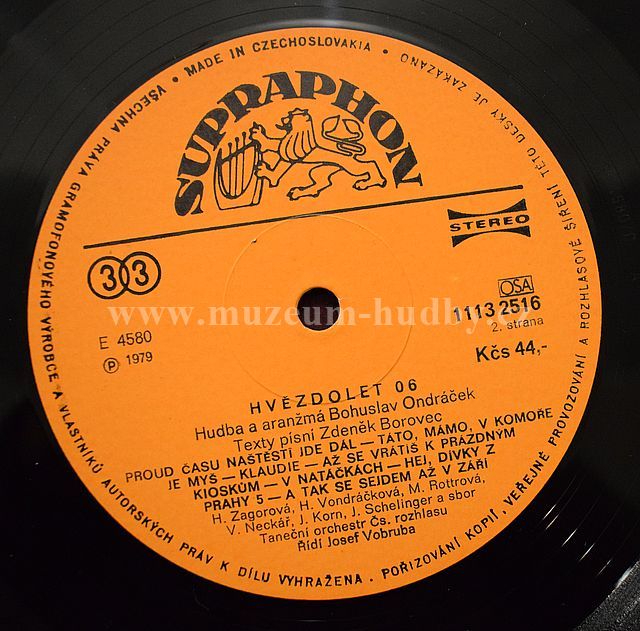 VŠECHNA PRÁVA GRAMOFONOVÉHO VÝROBCE A VLASTNÍKŮ AUTORSKÝCH PRÁV K DÍLU VYHRAŽENA • POŘIZOVÁNÍ KOPIÍ, VEŘEJNÉ PROVOZOVÁNÍ A ROZHLASOVÉ ŠÍŘENÍ TÉTO DESKY JE ZAKÁZÁNO • MADE IN CZECHOSLOVAKIA •
SUPRAPHON
STEREO
33
OSA
www.muzeum-hudby.cz
1113 2516
2. strana
E 4580
Ⓟ 1979
Kčs 44,-
HVĚZDOLET 06
Hudba a aranžmá Bohuslav Ondráček
Texty písní Zdeněk Borovec
PROUD ČASU NAŠTĚSTÍ JDE DÁL — TÁTO, MÁMO, V KOMOŘE
JE MYŠ — KLAUDIE — AŽ SE VRÁTÍŠ K PRÁZDNÝM
KIOSKŮM — V NATÁČKÁCH — HEJ, DÍVKY Z
PRAHY 5 — A TAK SE SEJDEM AŽ V ZÁŘÍ
H. Zagorová, H. Vondráčková, M. Rottrová,
V. Neckář, J. Korn, J. Schelinger a sbor
Taneční orchestr Čs. rozhlasu
Řídí Josef Vobruba